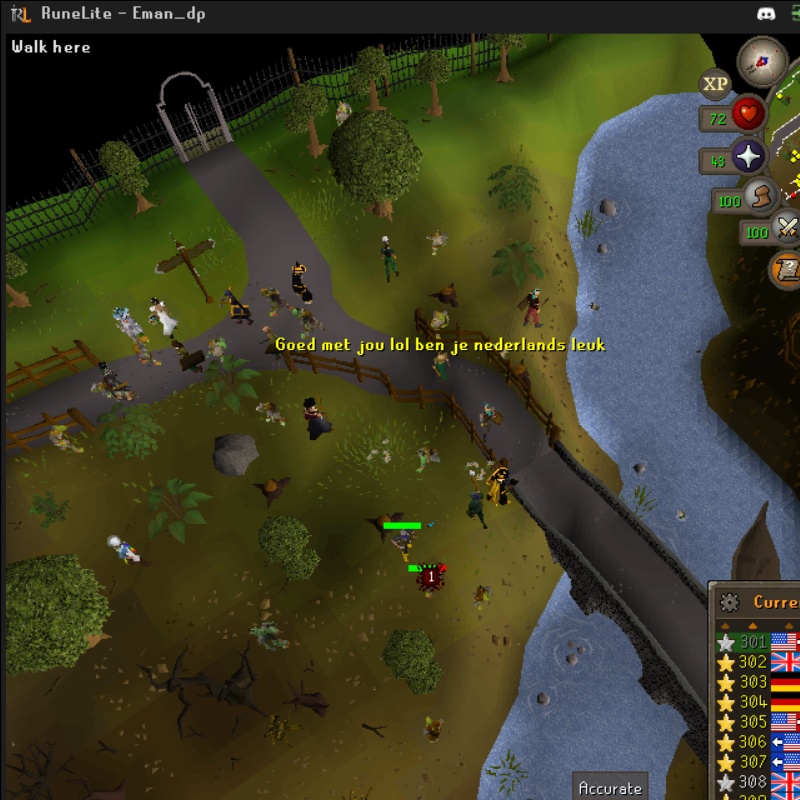 RuneLite - Eman_dp
Walk here
XP
72
43
100
100
Goed met jou lol ben je nederlands leuk
1
Curre
301
302
303
304
305
306
307
308
Accurate